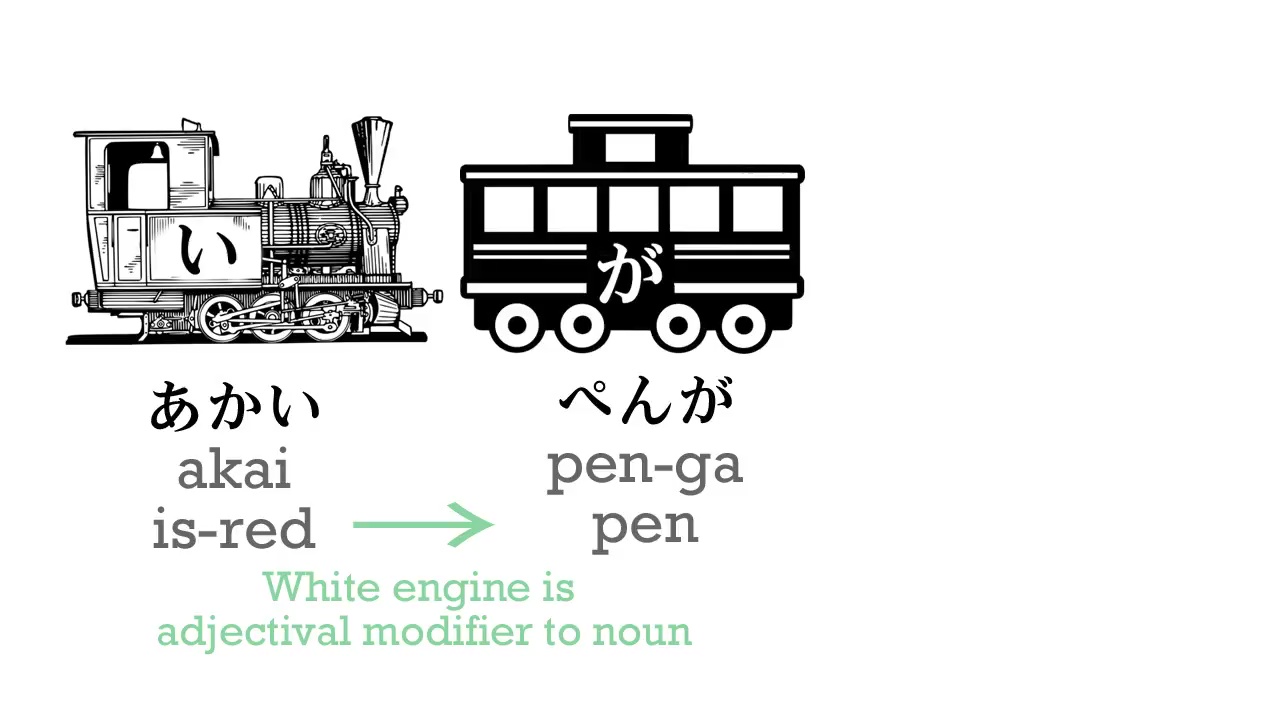 い
が
あかい
ぺんが
akai
pen-ga
is-red
pen
White engine is
adjectival modifier to noun